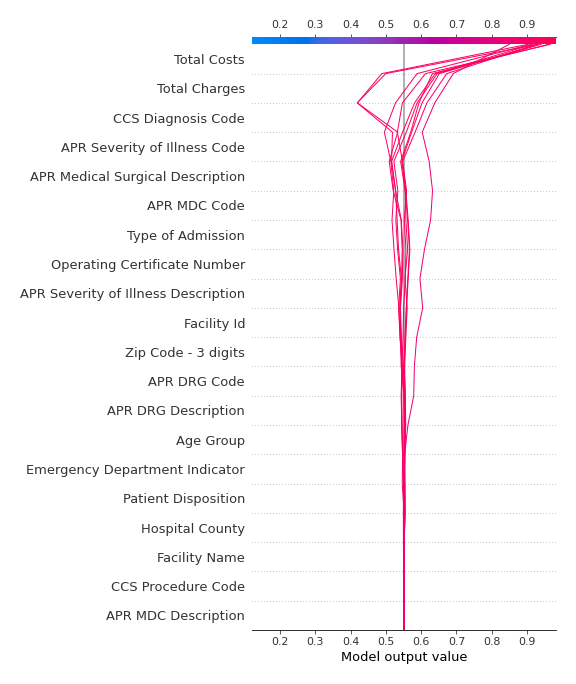 0.2 0.3 0.4 0.5 0.6 0.7 0.8 0.9
Total Costs
Total Charges
CCS Diagnosis Code
APR Severity of Illness Code
APR Medical Surgical Description
APR MDC Code
Type of Admission
Operating Certificate Number
APR Severity of Illness Description
Facility Id
Zip Code - 3 digits
APR DRG Code
APR DRG Description
Age Group
Emergency Department Indicator
Patient Disposition
Hospital County
Facility Name
CCS Procedure Code
APR MDC Description
0.2 0.3 0.4 0.5 0.6 0.7 0.8 0.9
Model output value